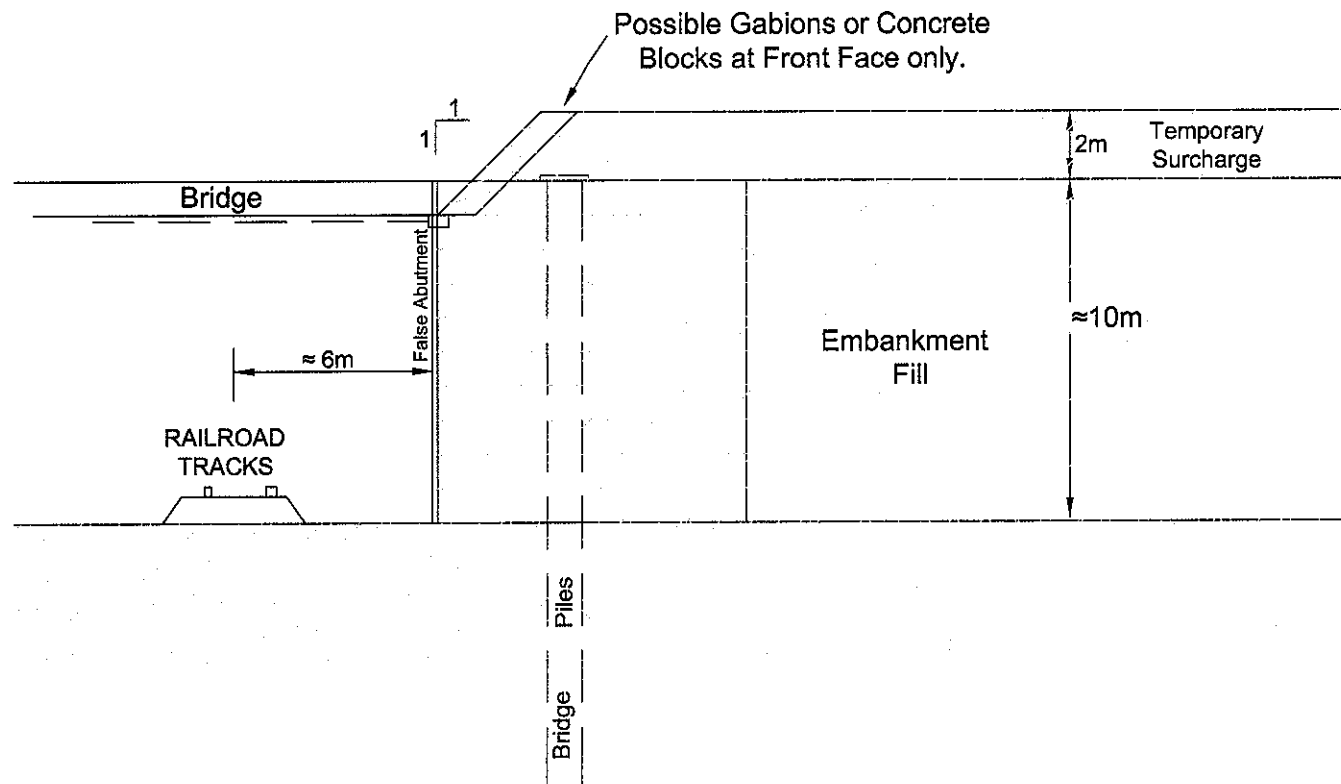 Possible Gabions or Concrete
Blocks at Front Face only.
1
1
2m
Temporary
Surcharge
Bridge
False Abutment
≈ 6m
≈10m
Embankment
Fill
RAILROAD
TRACKS
Bridge Piles